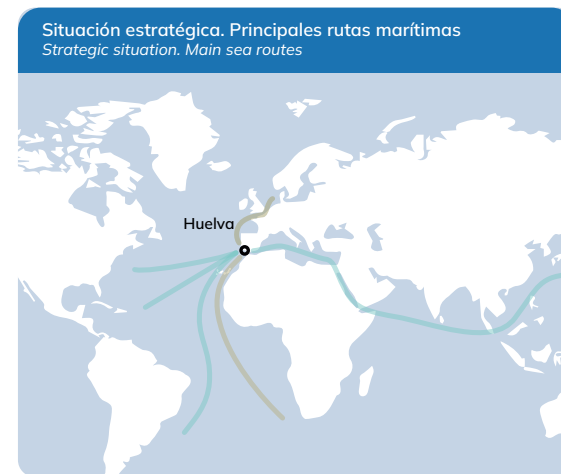 Situación estratégica. Principales rutas marítimas
Strategic situation. Main sea routes
Huelva